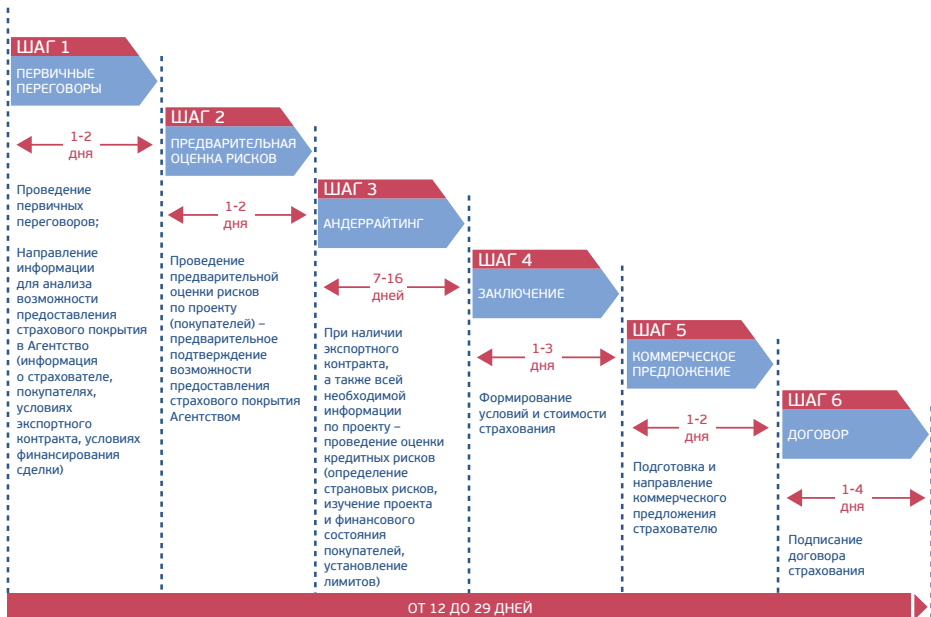 ШАГ 1
ПЕРВИЧНЫЕ
ПЕРЕГОВОРЫ
1-2
дня
Проведение
первичных
переговоров;
Направление
информации
для анализа
возможности
предоставления
страхового покрытия
в Агентство
(информация
о страхователе,
покупателях,
условиях
экспортного
контракта, условиях
финансирования
сделки)
ШАГ 2
ПРЕДВАРИТЕЛЬНАЯ
ОЦЕНКА РИСКОВ
1-2
дня
Проведение
предварительной
оценки рисков
по проекту
(покупателей) –
предварительное
подтверждение
возможности
предоставления
страхового покрытия
Агентством
ШАГ 3
АНДЕРРАЙТИНГ
7-16
дней
При наличии
экспортного
контракта,
а также всей
необходимой
информации
по проекту –
проведение оценки
кредитных рисков
(определение
страновых рисков,
изучение проекта
и финансового
состояния
покупателей,
установление
лимитов)
ШАГ 4
ЗАКЛЮЧЕНИЕ
1-3
дня
Формирование
условий и стоимости
страхования
ШАГ 5
КОММЕРЧЕСКОЕ
ПРЕДЛОЖЕНИЕ
1-2
дня
Подготовка и
направление
коммерческого
предложения
страхователю
ШАГ 6
ДОГОВОР
1-4
дня
Подписание
договора
страхования
ОТ 12 ДО 29 ДНЕЙ